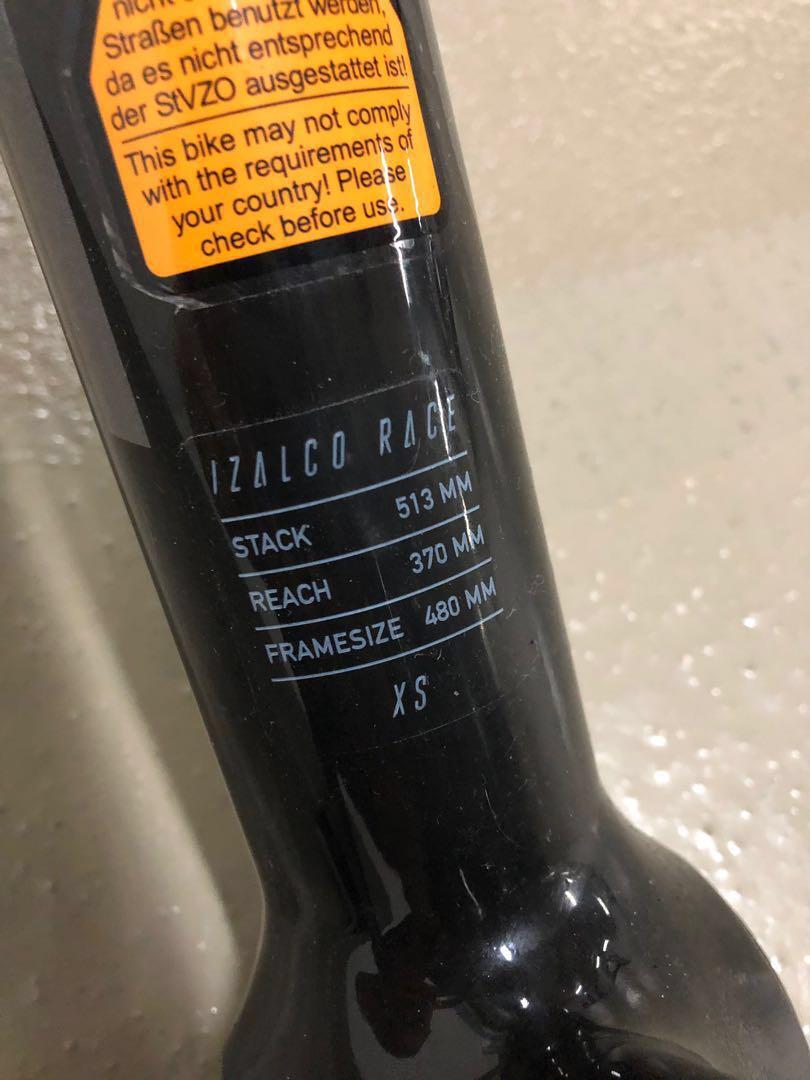 nicht
Straßen benutzt werden,
da es nicht entsprechend
der StVZO ausgestattet ist!
This bike may not comply
with the requirements of
your country! Please
check before use.
IZALCO RACE
STACK 513 MM
REACH 370 MM
FRAMESIZE 480 MM
XS